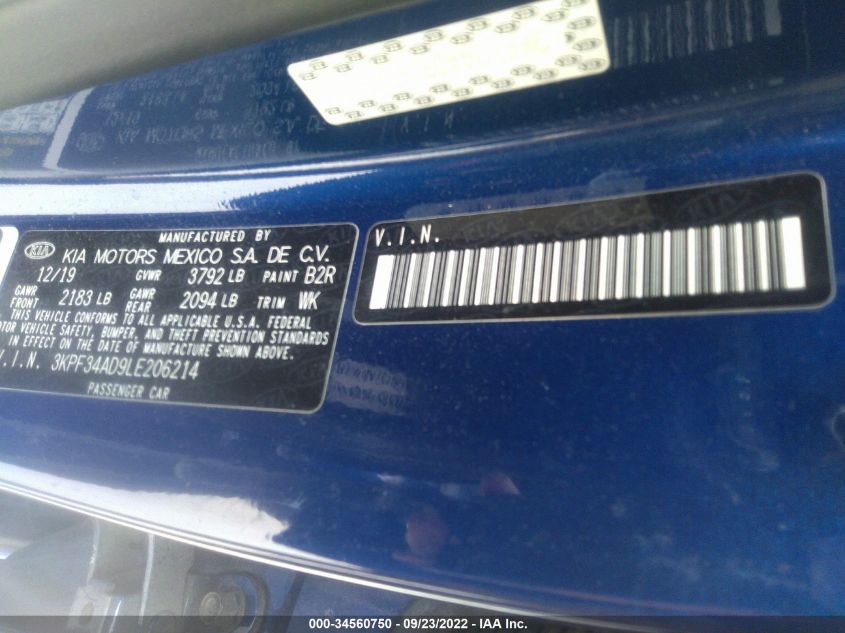 MANUFACTURED BY
KIA KIA MOTORS MEXICO S.A. DE C.V.
12/19 GVWR 3792 LB PAINT B2R
GAWR FRONT 2183 LB GAWR REAR 2094 LB TRIM WK
THIS VEHICLE CONFORMS TO ALL APPLICABLE U.S.A. FEDERAL
VEHICLE SAFETY, BUMPER, AND THEFT PREVENTION STANDARDS
IN EFFECT ON THE DATE OF MANUFACTURE SHOWN ABOVE.
V.I.N. 3KPF34AD9LE206214
PASSENGER CAR
V.I.N.
000-34560750 - 09/23/2022 - IAA Inc.